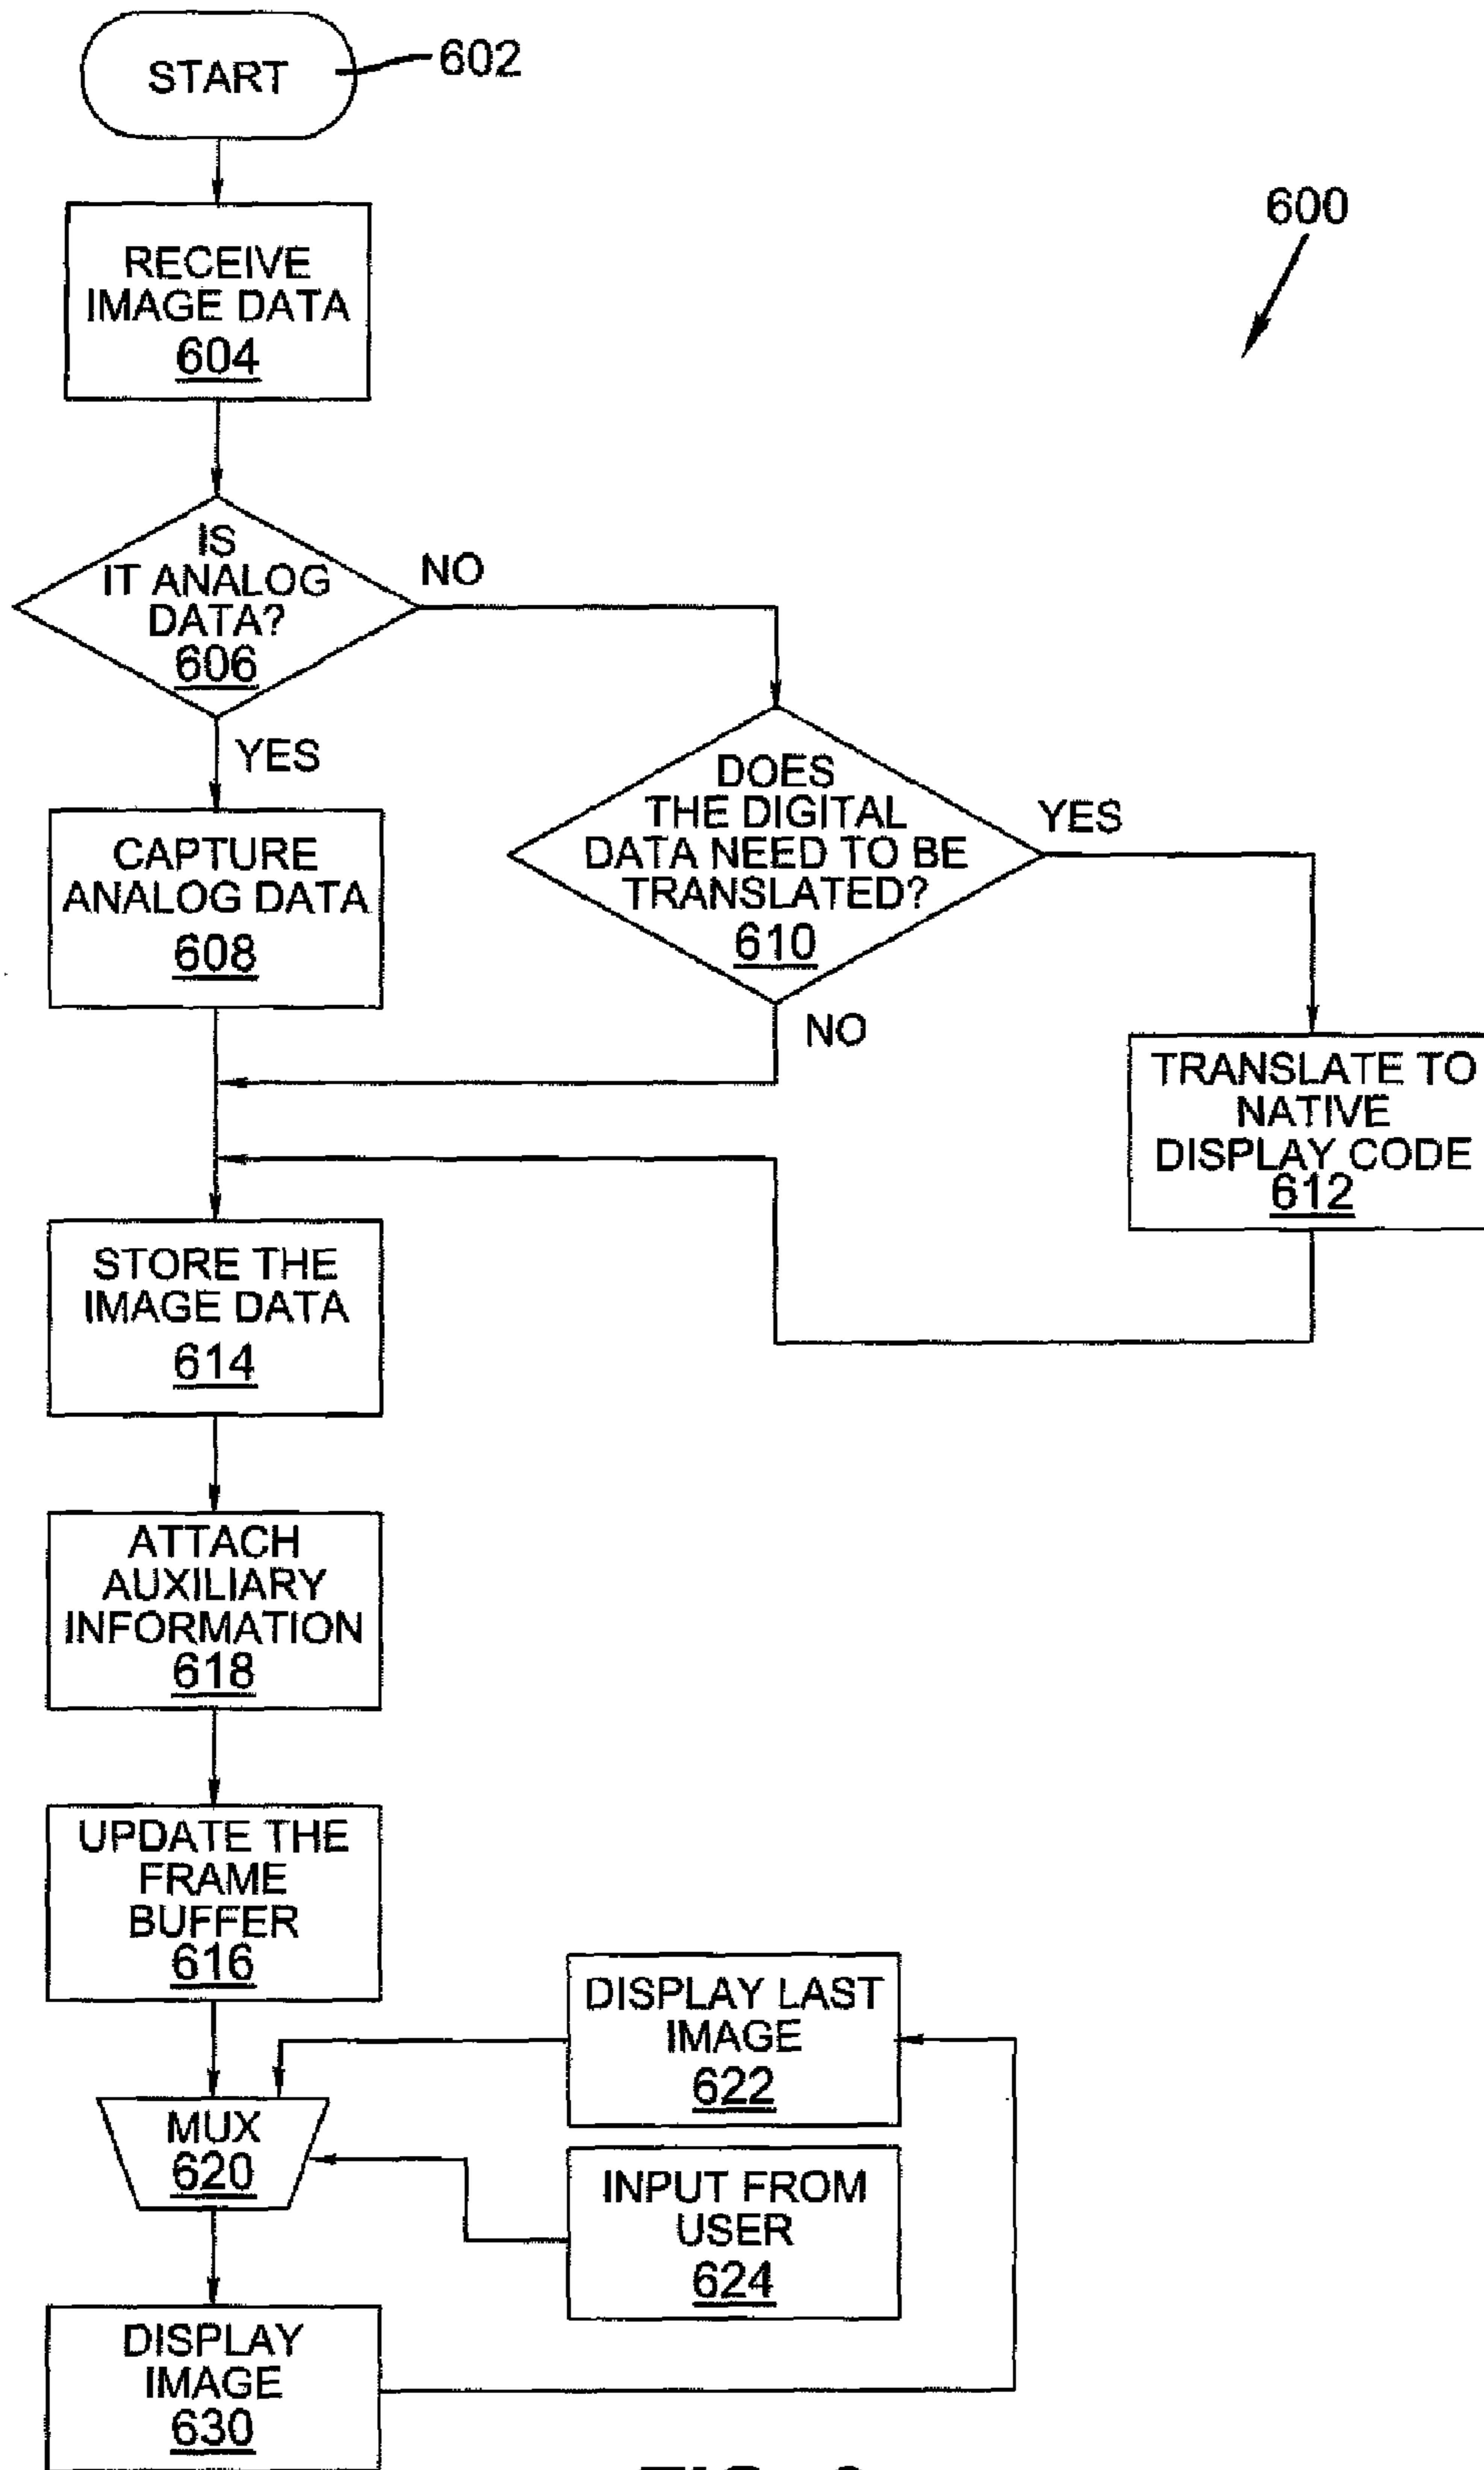 START
602
600
RECEIVE
IMAGE DATA
604
IS
IT ANALOG
DATA?
606
NO
YES
CAPTURE
ANALOG DATA
608
DOES
THE DIGITAL
DATA NEED TO BE
TRANSLATED?
610
YES
NO
TRANSLATE TO
NATIVE
DISPLAY CODE
612
STORE THE
IMAGE DATA
614
ATTACH
AUXILIARY
INFORMATION
618
UPDATE THE
FRAME
BUFFER
616
DISPLAY LAST
IMAGE
622
MUX
620
INPUT FROM
USER
624
DISPLAY
IMAGE
630